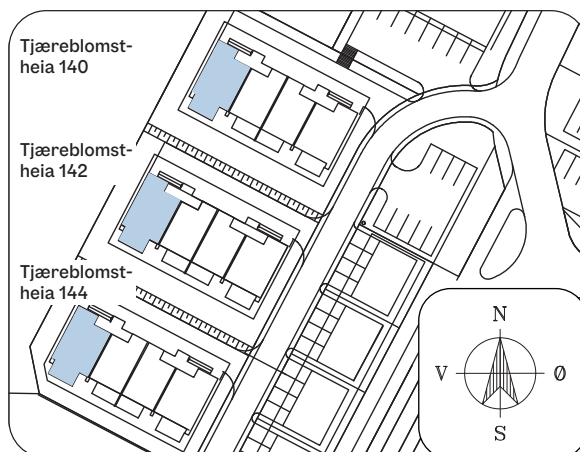 Tjæreblomst-
heia 140
Tjæreblomst-
heia 142
Tjæreblomst-
heia 144
N
V Ø
S